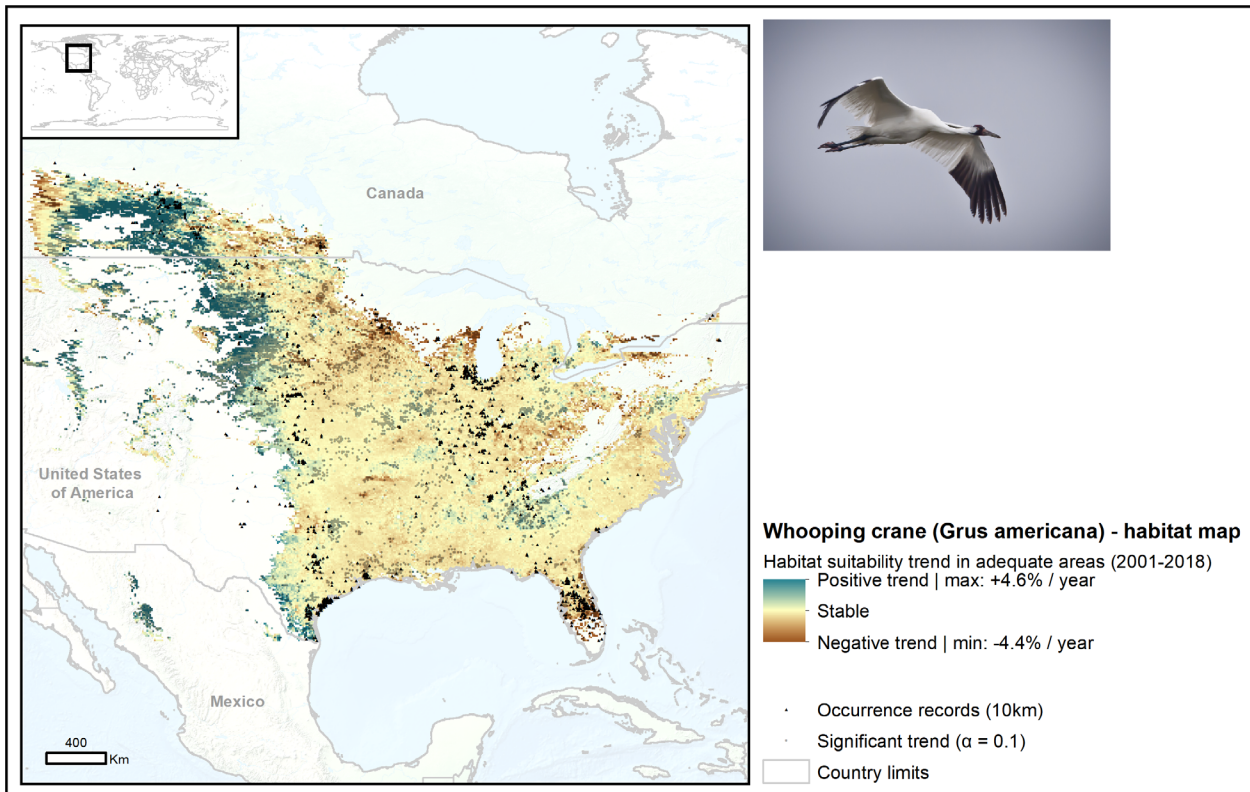 Canada
United States
of America
Mexico
400
Km
Whooping crane (Grus americana) - habitat map
Habitat suitability trend in adequate areas (2001-2018)
Positive trend | max: +4.6% / year
Stable
Negative trend | min: -4.4% / year
Occurrence records (10km)
Significant trend (α = 0.1)
Country limits